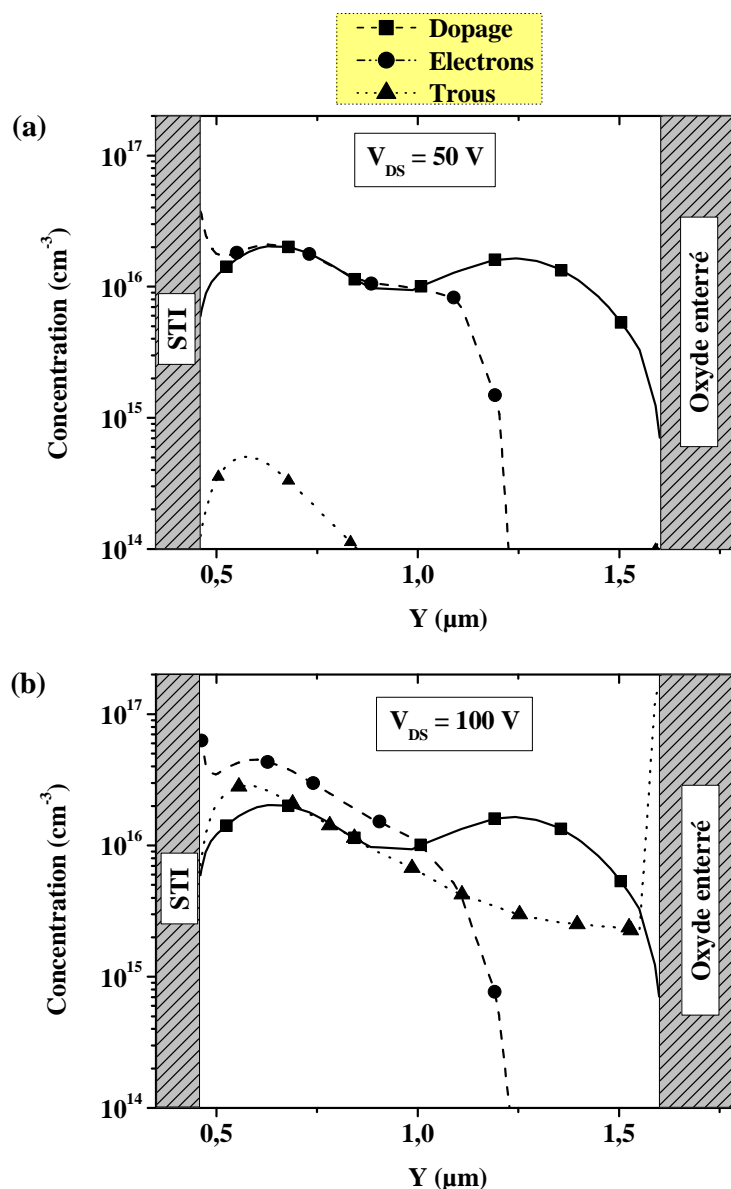 Dopage
Electrons
Trous
(a)
V_DS = 50 V
10^17
10^16
10^15
10^14
Concentration (cm^-3)
STI
Oxyde enterré
0,5
1,0
1,5
Y (µm)
(b)
V_DS = 100 V
10^17
10^16
10^15
10^14
Concentration (cm^-3)
STI
Oxyde enterré
0,5
1,0
1,5
Y (µm)